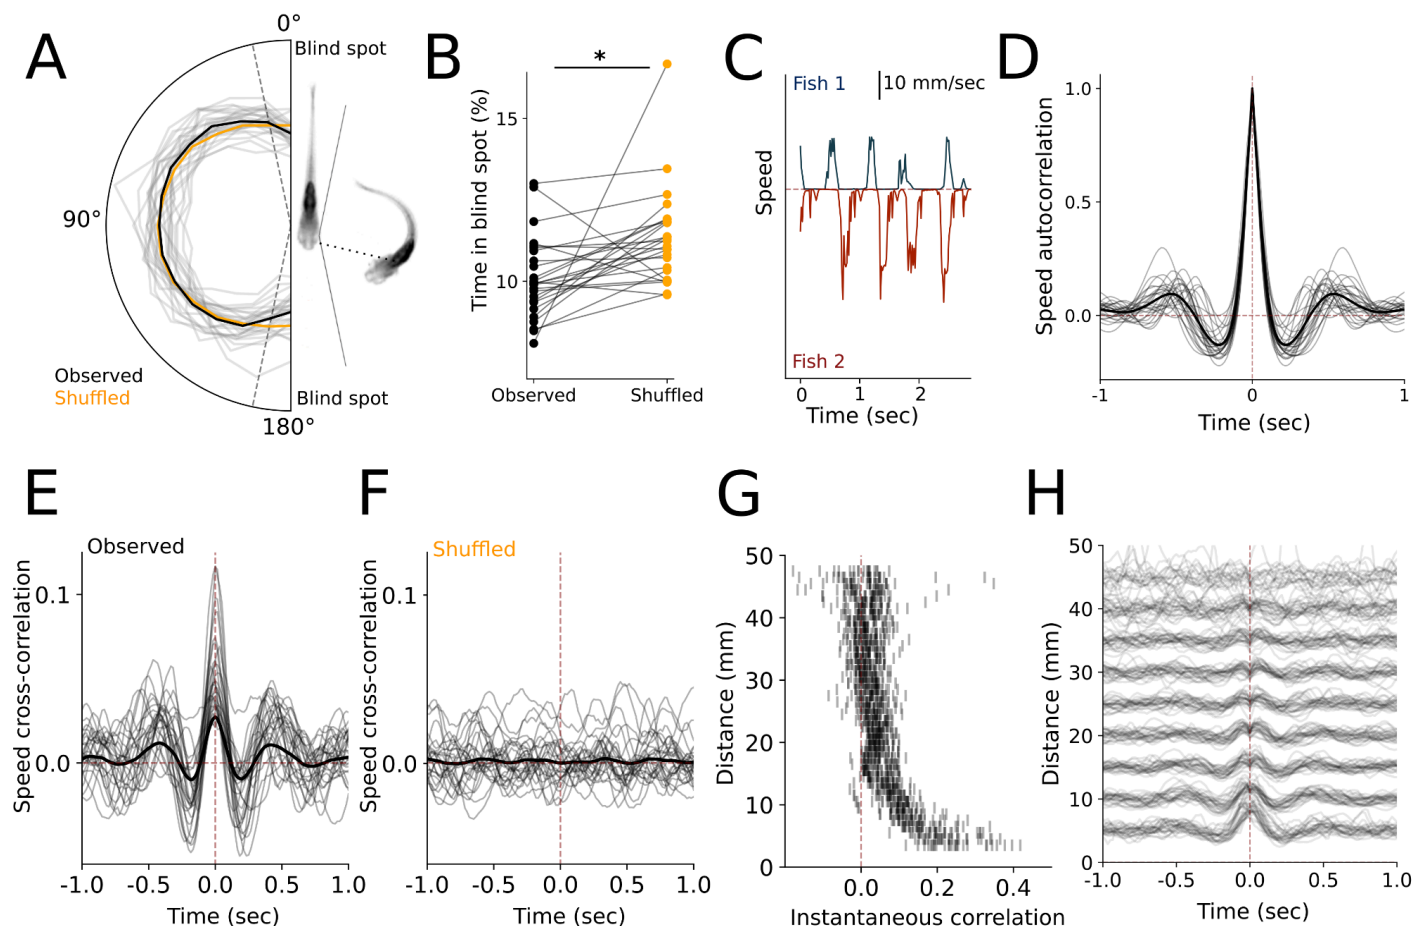 A
0°
Blind spot
90°
Observed
Shuffled
Blind spot
180°
B
*
Time in blind spot (%)
15
10
Observed
Shuffled
C
Fish 1
10 mm/sec
Speed
Fish 2
0
1
2
Time (sec)
D
Speed autocorrelation
1.0
0.5
0.0
-1
0
1
Time (sec)
E
Observed
Speed cross-correlation
0.1
0.0
-1.0
-0.5
0.0
0.5
1.0
Time (sec)
F
Shuffled
Speed cross-correlation
0.1
0.0
-1.0
-0.5
0.0
0.5
1.0
Time (sec)
G
Distance (mm)
50
40
30
20
10
0
0.0
0.2
0.4
Instantaneous correlation
H
Distance (mm)
50
40
30
20
10
0
-1.0
-0.5
0.0
0.5
1.0
Time (sec)